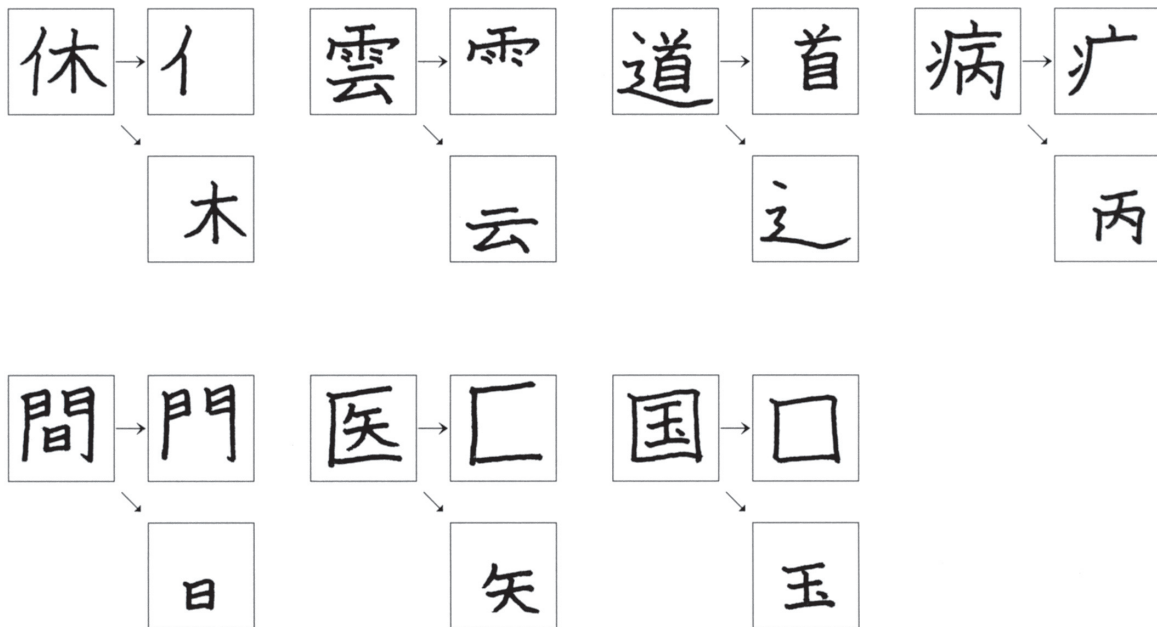 休 → 亻 雲 → ⻗ 道 → 首 病 → 疒
木 云 辶 丙
間 → 門 医 → 匚 国 → 囗
日 矢 玉